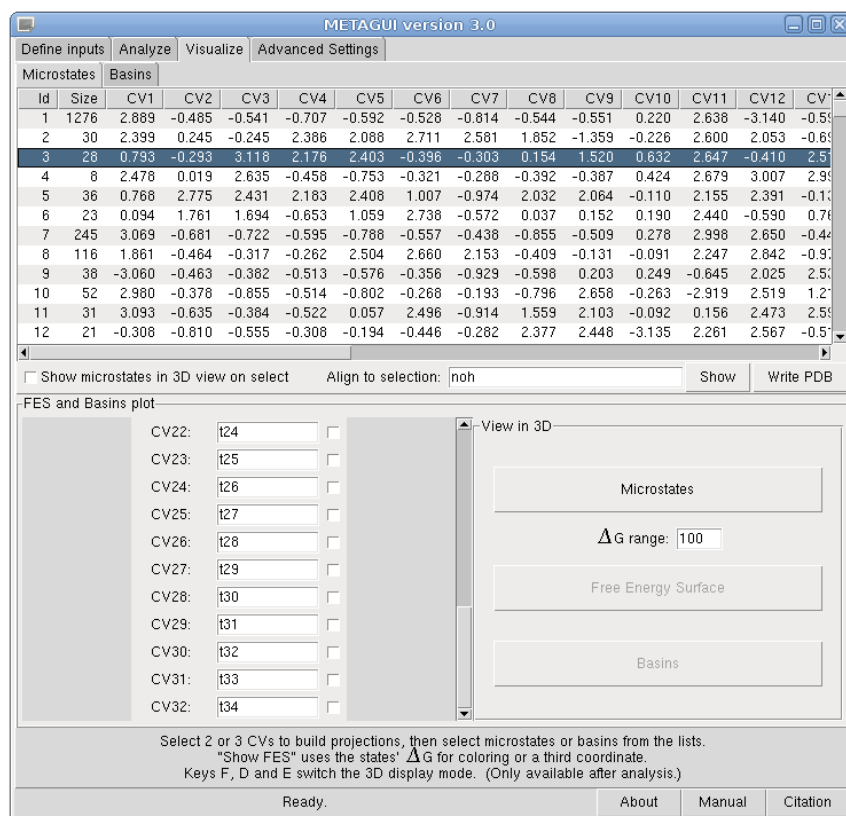 METAGUI version 3.0
Define inputs Analyze Visualize Advanced Settings
Microstates Basins
Id Size CV1 CV2 CV3 CV4 CV5 CV6 CV7 CV8 CV9 CV10 CV11 CV12
1 1276 2.889 -0.485 -0.541 -0.707 -0.592 -0.528 -0.814 -0.544 -0.551 0.220 2.638 -3.140
2 30 2.399 0.245 -0.245 2.386 2.088 2.711 2.581 1.852 -1.359 -0.226 2.600 2.053
3 28 0.793 -0.293 3.118 2.176 2.403 -0.396 -0.303 0.154 1.520 0.632 2.647 -0.410
4 8 2.478 0.019 2.635 -0.458 -0.753 -0.321 -0.288 -0.392 -0.387 0.424 2.679 3.007
5 36 0.768 2.775 2.431 2.183 2.408 1.007 -0.974 2.032 2.064 -0.110 2.155 2.391
6 23 0.094 1.761 1.694 -0.653 1.059 2.738 -0.572 0.037 0.152 0.190 2.440 -0.590
7 245 3.069 -0.681 -0.722 -0.595 -0.788 -0.557 -0.438 -0.855 -0.509 0.278 2.998 2.650
8 116 1.861 -0.464 -0.317 -0.262 2.504 2.660 2.153 -0.409 -0.131 -0.091 2.247 2.842
9 38 -3.060 -0.463 -0.382 -0.513 -0.576 -0.356 -0.929 -0.598 0.203 0.249 -0.645 2.025
10 52 2.980 -0.378 -0.855 -0.514 -0.802 -0.268 -0.193 -0.796 2.658 -0.263 -2.919 2.519
11 31 3.093 -0.635 -0.384 -0.522 0.057 2.496 -0.914 1.559 2.103 -0.092 0.156 2.473
12 21 -0.308 -0.810 -0.555 -0.308 -0.194 -0.446 -0.282 2.377 2.448 -3.135 2.261 2.567
Show microstates in 3D view on select Align to selection: noh Show Write PDB
FES and Basins plot
CV22: t24
CV23: t25
CV24: t26
CV25: t27
CV26: t28
CV27: t29
CV28: t30
CV29: t31
CV30: t32
CV31: t33
CV32: t34
View in 3D
Microstates
ΔG range: 100
Free Energy Surface
Basins
Select 2 or 3 CVs to build projections, then select microstates or basins from the lists.
"Show FES" uses the states' ΔG for coloring or a third coordinate.
Keys F, D and E switch the 3D display mode. (Only available after analysis.)
Ready. About Manual Citation